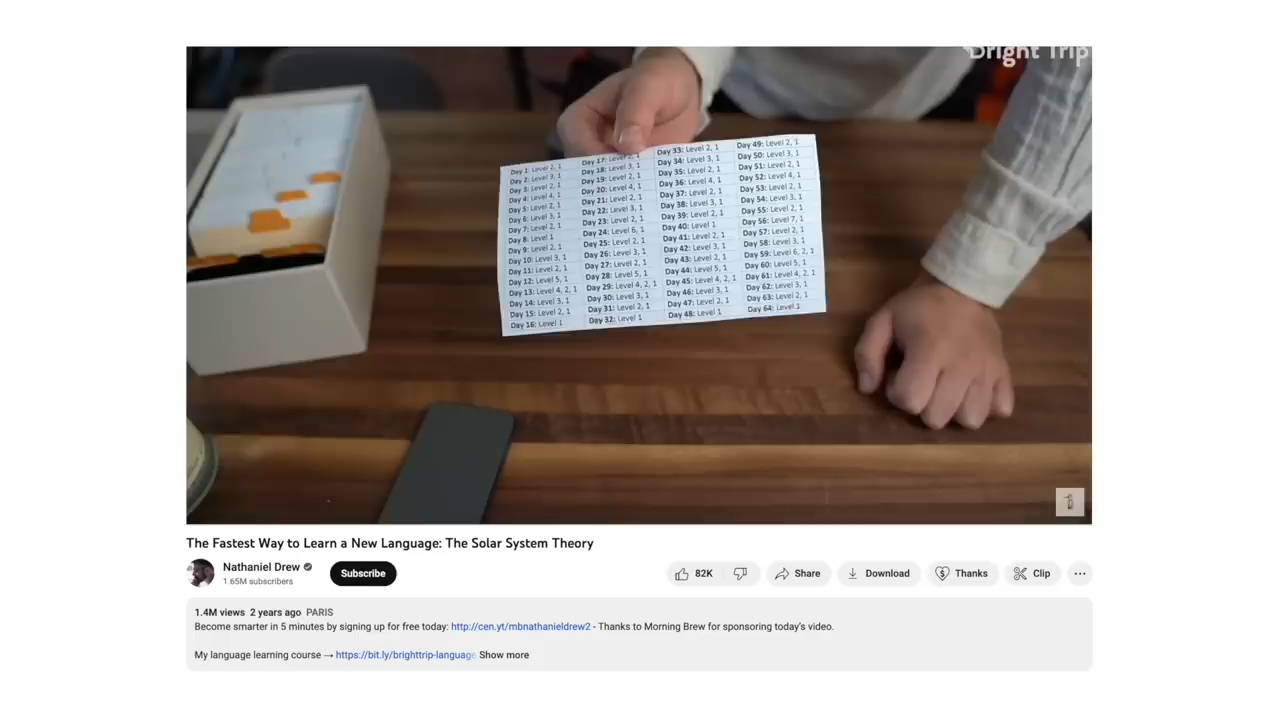 Bright Trip
Day 1: Level 2, 1
Day 2: Level 3, 1
Day 3: Level 2, 1
Day 4: Level 4, 1
Day 5: Level 2, 1
Day 6: Level 3, 1
Day 7: Level 2, 1
Day 8: Level 1
Day 9: Level 2, 1
Day 10: Level 3, 1
Day 11: Level 2, 1
Day 12: Level 5, 1
Day 13: Level 4, 2, 1
Day 14: Level 3, 1
Day 15: Level 2, 1
Day 16: Level 1
Day 17: Level 2, 1
Day 18: Level 3, 1
Day 19: Level 2, 1
Day 20: Level 4, 1
Day 21: Level 2, 1
Day 22: Level 3, 1
Day 23: Level 2, 1
Day 24: Level 6, 1
Day 25: Level 2, 1
Day 26: Level 3, 1
Day 27: Level 2, 1
Day 28: Level 5, 1
Day 29: Level 4, 2, 1
Day 30: Level 3, 1
Day 31: Level 2, 1
Day 32: Level 1
Day 33: Level 2, 1
Day 34: Level 3, 1
Day 35: Level 2, 1
Day 36: Level 4, 1
Day 37: Level 2, 1
Day 38: Level 3, 1
Day 39: Level 2, 1
Day 40: Level 1
Day 41: Level 2, 1
Day 42: Level 3, 1
Day 43: Level 2, 1
Day 44: Level 5, 1
Day 45: Level 4, 2, 1
Day 46: Level 3, 1
Day 47: Level 2, 1
Day 48: Level 1
Day 49: Level 2, 1
Day 50: Level 3, 1
Day 51: Level 2, 1
Day 52: Level 4, 1
Day 53: Level 2, 1
Day 54: Level 3, 1
Day 55: Level 2, 1
Day 56: Level 7, 1
Day 57: Level 2, 1
Day 58: Level 3, 1
Day 59: Level 6, 2, 1
Day 60: Level 5, 1
Day 61: Level 4, 2, 1
Day 62: Level 3, 1
Day 63: Level 2, 1
Day 64: Level 1
The Fastest Way to Learn a New Language: The Solar System Theory
Nathaniel Drew
1.65M subscribers
Subscribe
82K
Share
Download
Thanks
Clip
1.4M views 2 years ago PARIS
Become smarter in 5 minutes by signing up for free today: http://cen.yt/mbnathanieldrew2 - Thanks to Morning Brew for sponsoring today's video.
My language learning course → https://bit.ly/brighttrip-language Show more